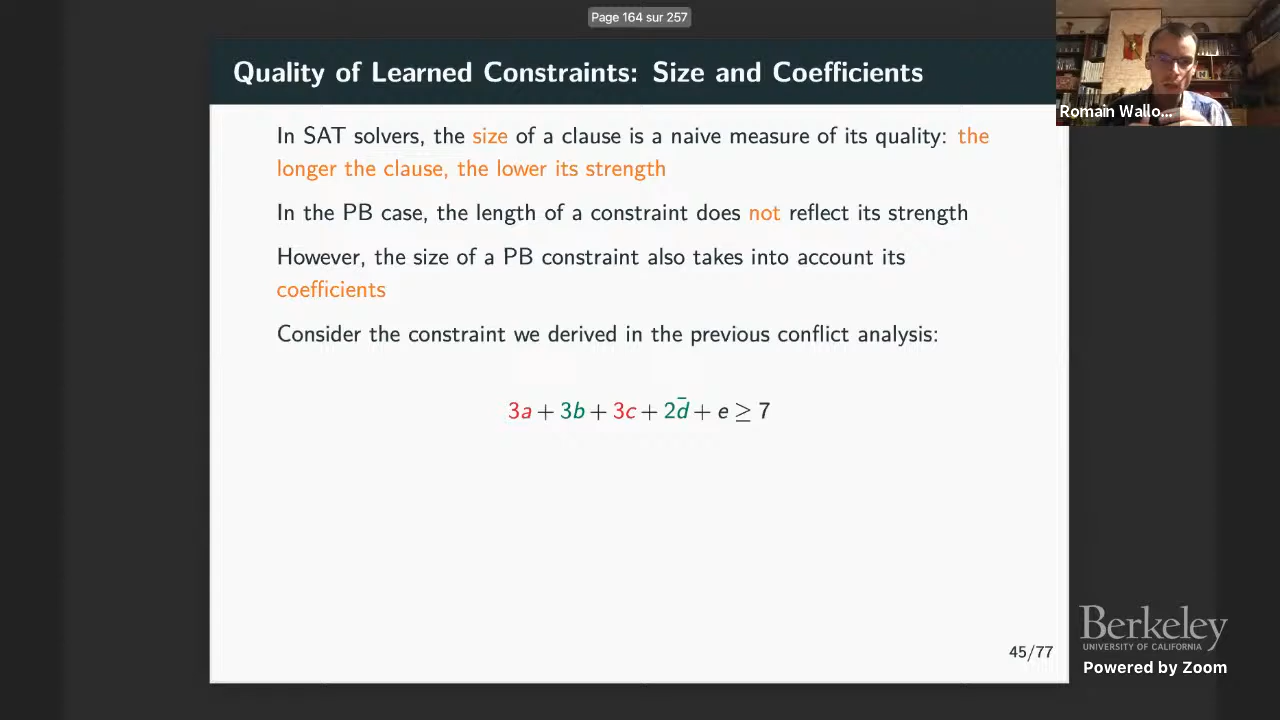 Page 164 sur 257
Quality of Learned Constraints: Size and Coefficients
Romain Wallo...
In SAT solvers, the size of a clause is a naive measure of its quality: the
longer the clause, the lower its strength
In the PB case, the length of a constraint does not reflect its strength
However, the size of a PB constraint also takes into account its
coefficients
Consider the constraint we derived in the previous conflict analysis:
3a + 3b + 3c + 2d̄ + e ≥ 7
45/77
Berkeley
UNIVERSITY OF CALIFORNIA
Powered by Zoom